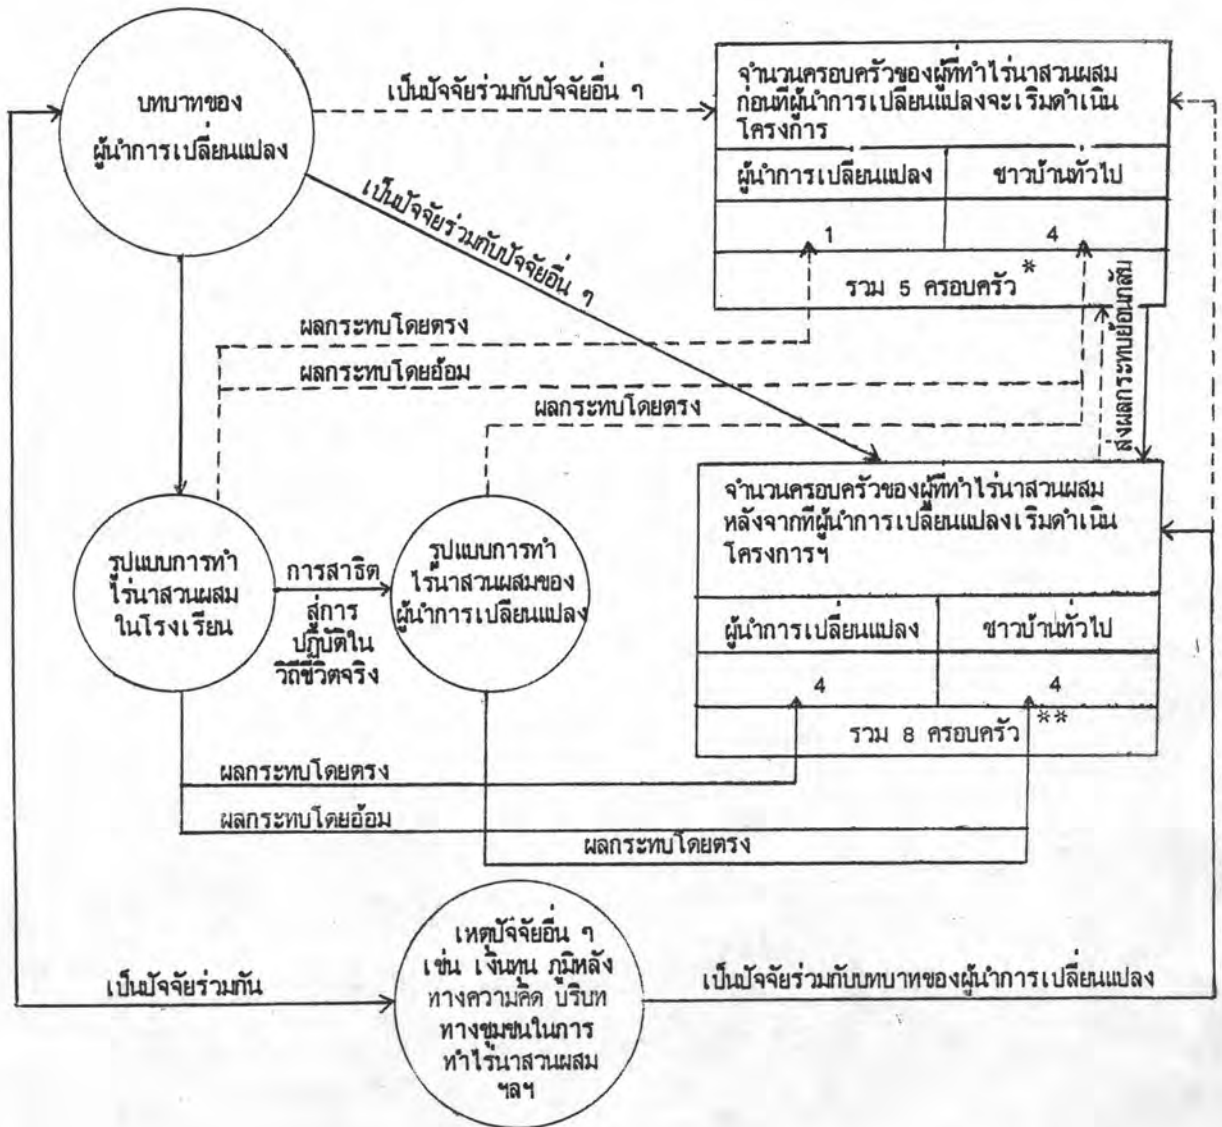 บทบาทของ
ผู้นำการเปลี่ยนแปลง
เป็นปัจจัยร่วมกับปัจจัยอื่น ๆ
จำนวนครอบครัวของผู้ที่ทำไร่นาสวนผสม
ก่อนที่ผู้นำการเปลี่ยนแปลงจะเริ่มดำเนิน
โครงการ
ผู้นำการเปลี่ยนแปลง
ชาวบ้านทั่วไป
1
4
รวม 5 ครอบครัว *
เป็นปัจจัยร่วมกับปัจจัยอื่น ๆ
ผลกระทบโดยตรง
ผลกระทบโดยอ้อม
ผลกระทบโดยตรง
ส่งผลกระทบย้อนกลับ
รูปแบบการทำ
ไร่นาสวนผสม
ในโรงเรียน
การสาธิต
สู่การ
ปฏิบัติใน
วิถีชีวิตจริง
รูปแบบการทำ
ไร่นาสวนผสมของ
ผู้นำการเปลี่ยนแปลง
จำนวนครอบครัวของผู้ที่ทำไร่นาสวนผสม
หลังจากที่ผู้นำการเปลี่ยนแปลงเริ่มดำเนิน
โครงการฯ
ผู้นำการเปลี่ยนแปลง
ชาวบ้านทั่วไป
4
4
รวม 8 ครอบครัว **
ผลกระทบโดยตรง
ผลกระทบโดยอ้อม
ผลกระทบโดยตรง
เป็นปัจจัยร่วมกัน
เหตุปัจจัยอื่น ๆ
เช่น เงินทุน ภูมิหลัง
ทางความคิด บริบท
ทางชุมชนในการ
ทำไร่นาสวนผสม
ฯลฯ
เป็นปัจจัยร่วมกับบทบาทของผู้นำการเปลี่ยนแปลง